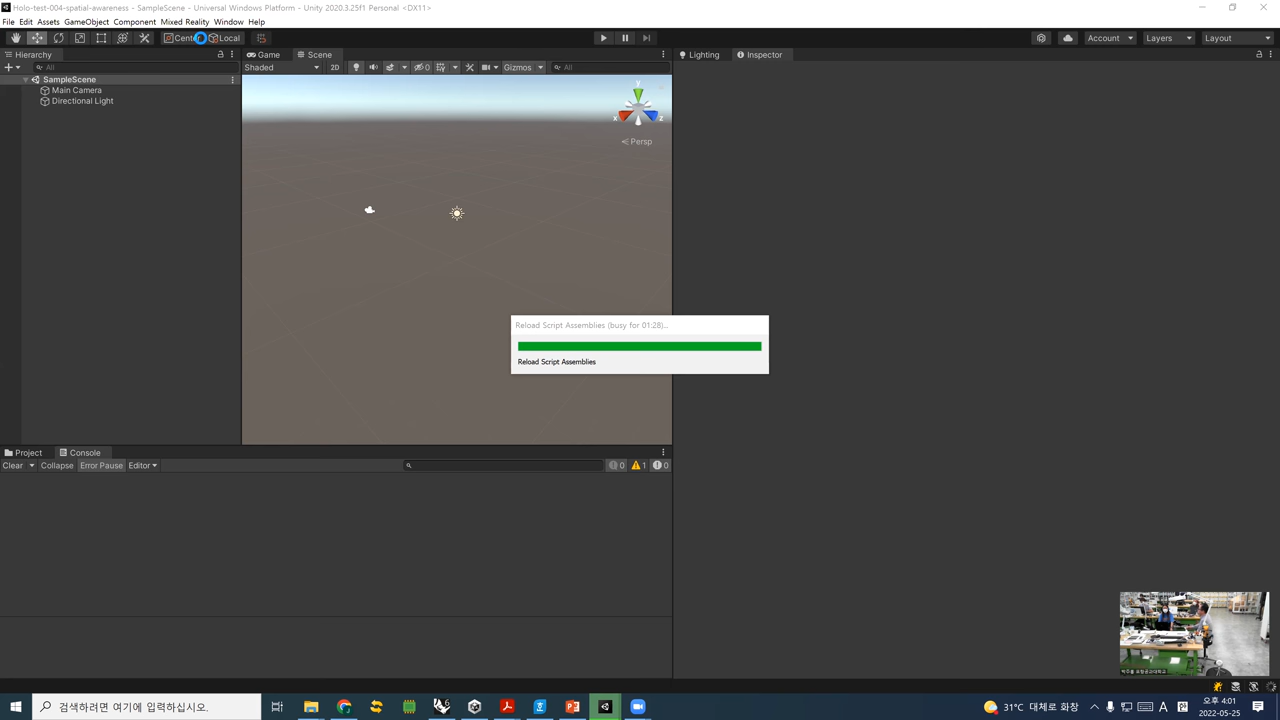 Holo-test-004-spatial-awareness - SampleScene - Universal Windows Platform - Unity 2020.3.25f1 Personal <DX11>
File Edit Assets GameObject Component Mixed Reality Window Help
Local
Account Layers Layout
Hierarchy
Game
Scene
Lighting
Inspector
All
Shaded
2D
0
Gizmos
All
SampleScene
Main Camera
Directional Light
y
x
z
Persp
Reload Script Assemblies (busy for 01:28)...
Reload Script Assemblies
Project
Console
Clear
Collapse
Error Pause
Editor
0
1
0
검색하려면 여기에 입력하십시오.
31°C 대체로 화창
A
오후 4:01
2022-05-25